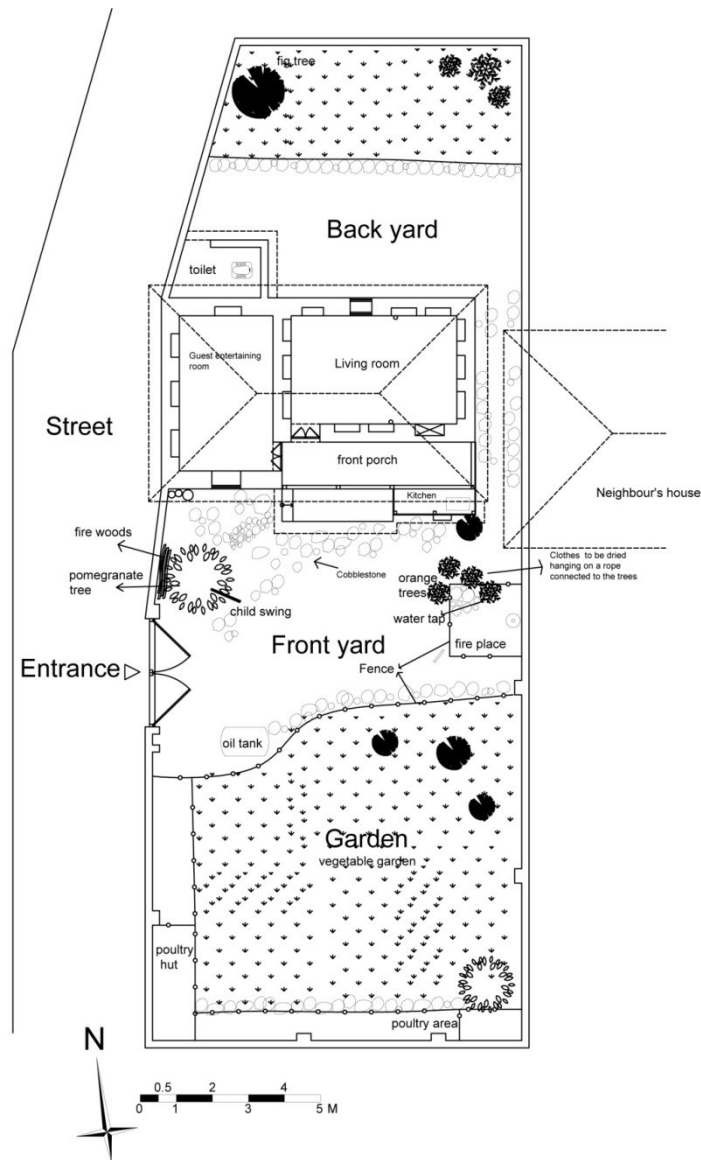 fig tree
Back yard
toilet
Guest entertaining
room
Living room
Street
front porch
Neighbour's house
Kitchen
fire woods
pomegranate
tree
Cobblestone
child swing
orange
trees
Clothes to be dried
hanging on a rope
connected to the trees
water tap
Front yard
fire place
Entrance
Fence
oil tank
Garden
vegetable garden
poultry
hut
poultry area
N
0.5 2 4
0 1 3 5 M